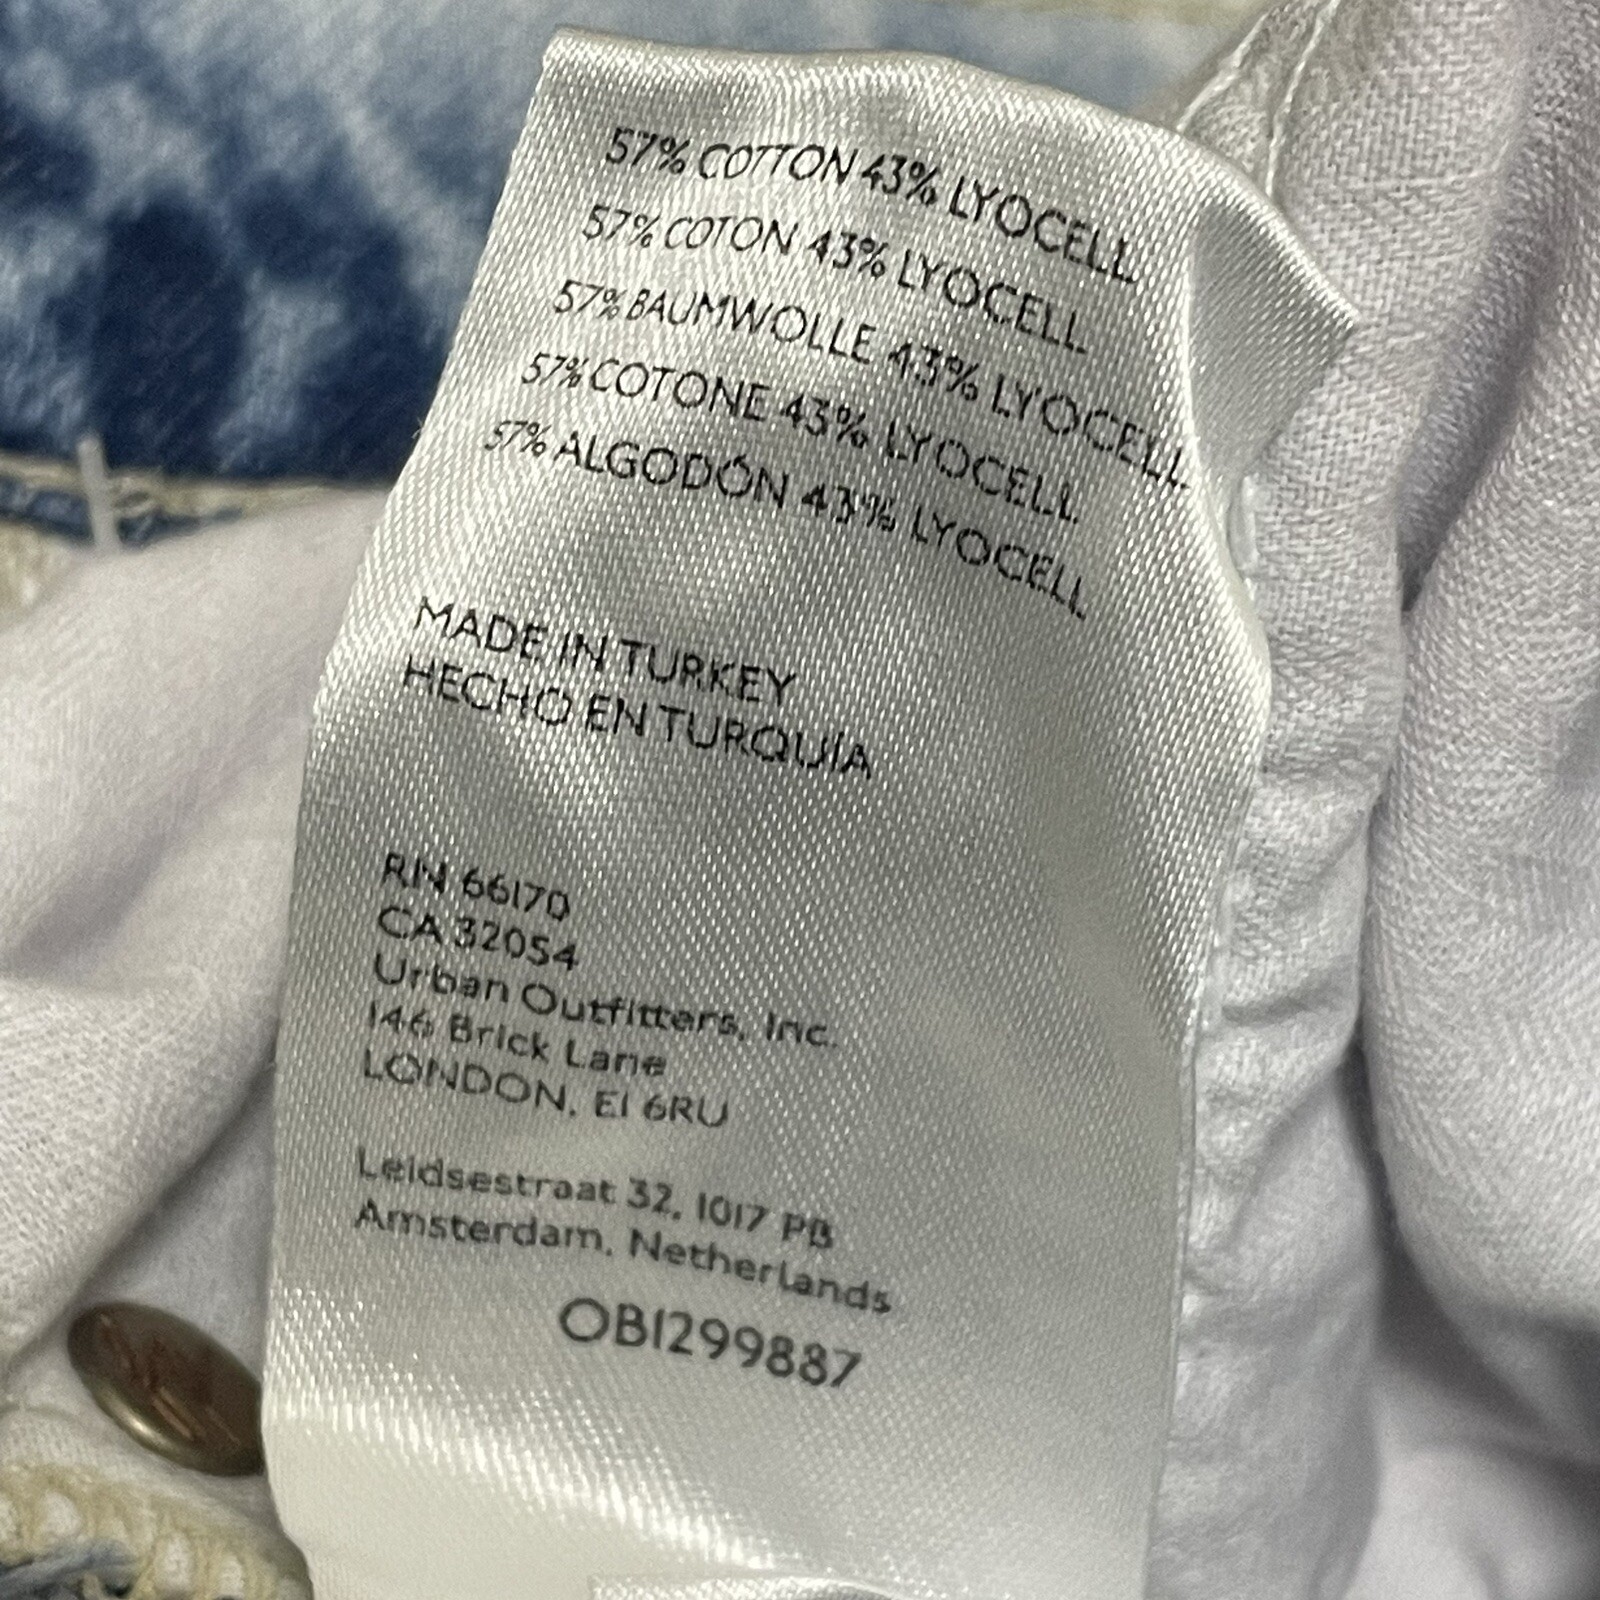 57% COTTON 43% LYOCELL
57% COTON 43% LYOCELL
57% BAUMWOLLE 43% LYOCELL
57% COTONE 43% LYOCELL
57% ALGODÓN 43% LYOCELL
MADE IN TURKEY
HECHO EN TURQUÍA
RN 66170
CA 32054
Urban Outfitters, Inc.
146 Brick Lane
LONDON, E1 6RU
Leidsestraat 32, 1017 PB
Amsterdam, Netherlands
OB1299887